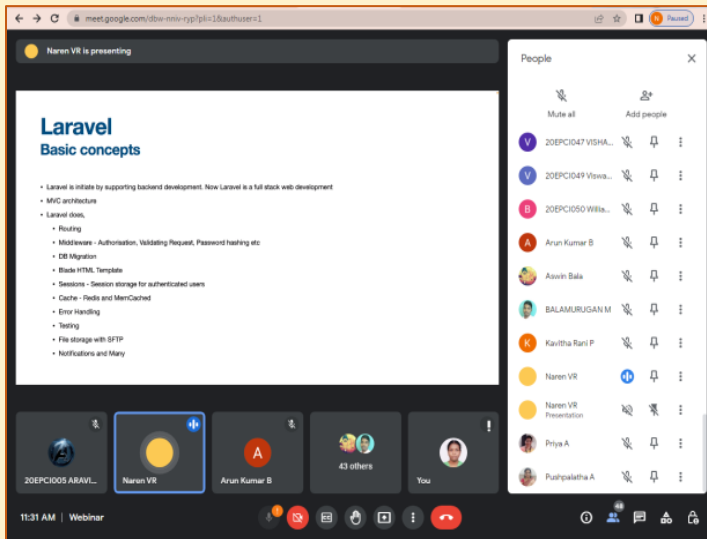 meet.google.com/dbw-nniv-ryp?pli=1&authuser=1
N Paused
Naren VR is presenting
Laravel
Basic concepts
• Laravel is initiate by supporting backend development. Now Laravel is a full stack web development
• MVC architecture
• Laravel does,
• Routing
• Middleware - Authorisation, Validating Request, Password hashing etc
• DB Migration
• Blade HTML Template
• Sessions - Session storage for authenticated users
• Cache - Redis and MemCached
• Error Handling
• Testing
• File storage with SFTP
• Notifications and Many
People
Mute all
Add people
V 20EPCI047 VISHA...
V 20EPCI049 Viswa...
B 20EPCI050 Willia...
A Arun Kumar B
Aswin Bala
BALAMURUGAN M
K Kavitha Rani P
Naren VR
Naren VR
Presentation
Priya A
Pushpalatha A
20EPCI005 ARAVI...
Naren VR
A
Arun Kumar B
43 others
You
11:31 AM | Webinar
48